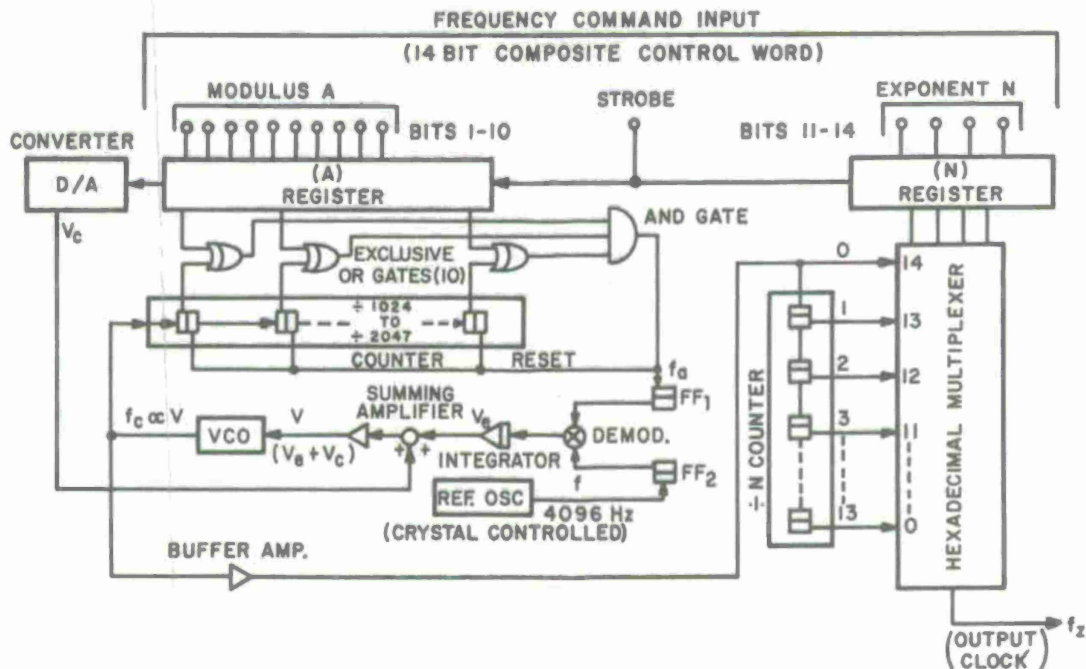 FREQUENCY COMMAND INPUT
(14 BIT COMPOSITE CONTROL WORD)
MODULUS A
STROBE
EXPONENT N
BITS 1-10
BITS 11-14
CONVERTER
D/A
(A)
REGISTER
(N)
REGISTER
AND GATE
Vc
EXCLUSIVE
OR GATES (10)
÷ 1024
TO
÷ 2047
COUNTER
RESET
0
14
1
13
2
12
3
11
13
0
÷N COUNTER
HEXADECIMAL MULTIPLEXER
fa
FF1
SUMMING
AMPLIFIER
fc ∝ V
VCO
V
(Ve + Vc)
Ve
+
+
INTEGRATOR
DEMOD.
f
FF2
REF. OSC
4096 Hz
(CRYSTAL CONTROLLED)
BUFFER AMP.
fz
(OUTPUT
CLOCK)